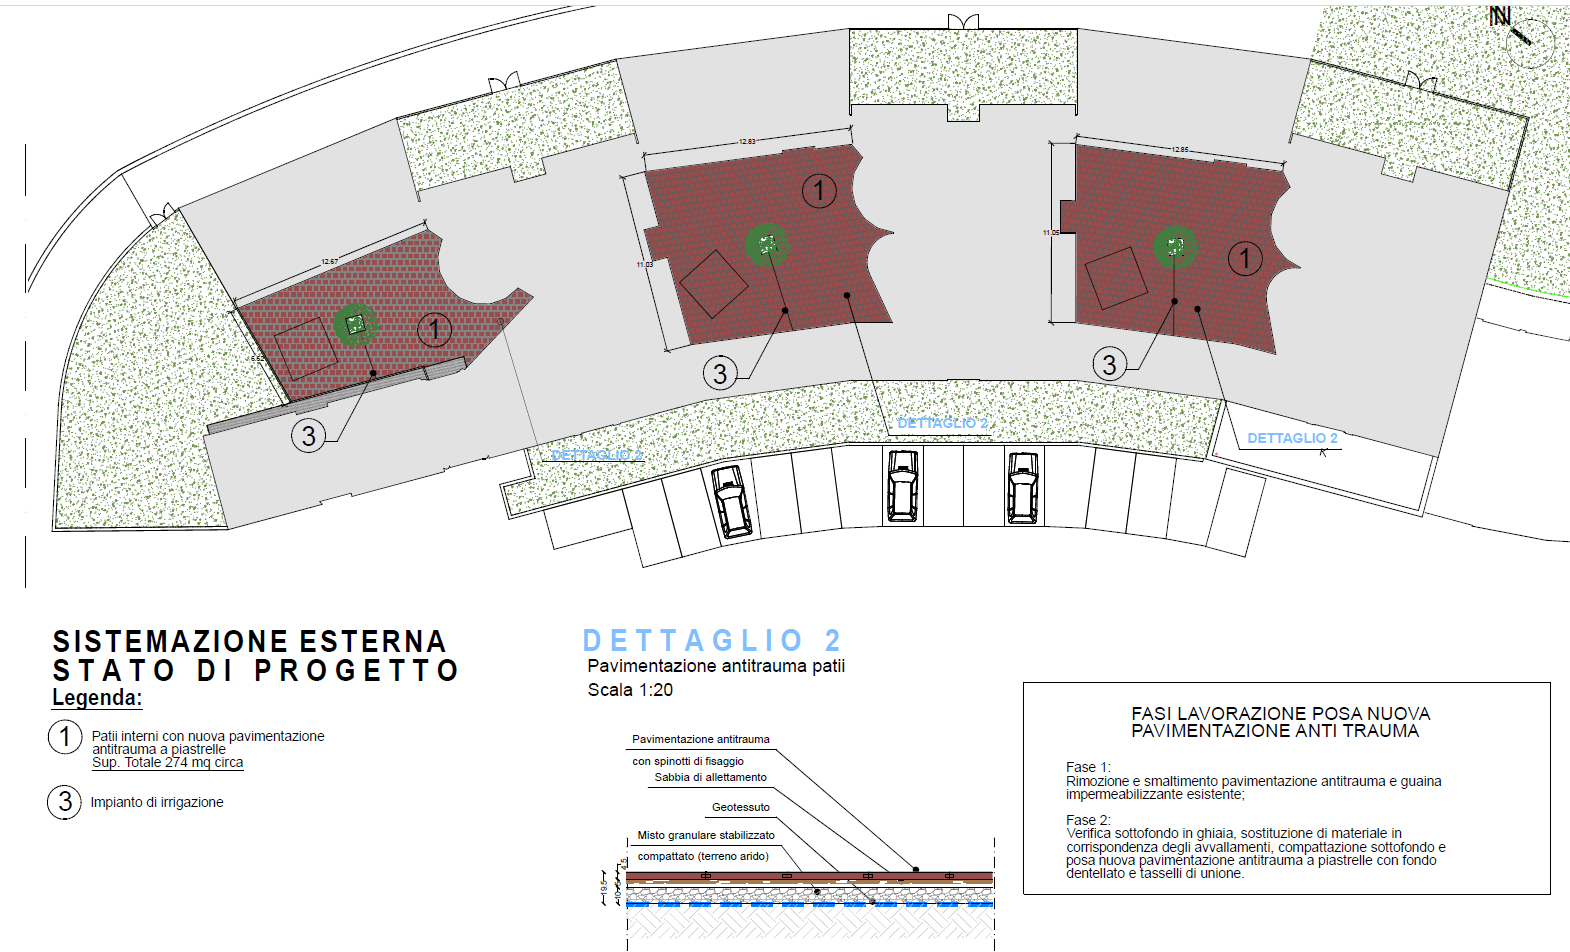 N
12.83
12.85
12.67
11.03
11.05
6.62
1
1
1
3
3
3
DETTAGLIO 2
DETTAGLIO 2
DETTAGLIO 2
K
SISTEMAZIONE ESTERNA
STATO DI PROGETTO
Legenda:
1
Patii interni con nuova pavimentazione
antitrauma a piastrelle
Sup. Totale 274 mq circa
3
Impianto di irrigazione
DETTAGLIO 2
Pavimentazione antitrauma patii
Scala 1:20
Pavimentazione antitrauma
con spinotti di fisaggio
Sabbia di allettamento
Geotessuto
Misto granulare stabilizzato
compattato (terreno arido)
4.5
19.5
FASI LAVORAZIONE POSA NUOVA
PAVIMENTAZIONE ANTI TRAUMA
Fase 1:
Rimozione e smaltimento pavimentazione antitrauma e guaina
impermeabilizzante esistente;
Fase 2:
Verifica sottofondo in ghiaia, sostituzione di materiale in
corrispondenza degli avvallamenti, compattazione sottofondo e
posa nuova pavimentazione antitrauma a piastrelle con fondo
dentellato e tasselli di unione.